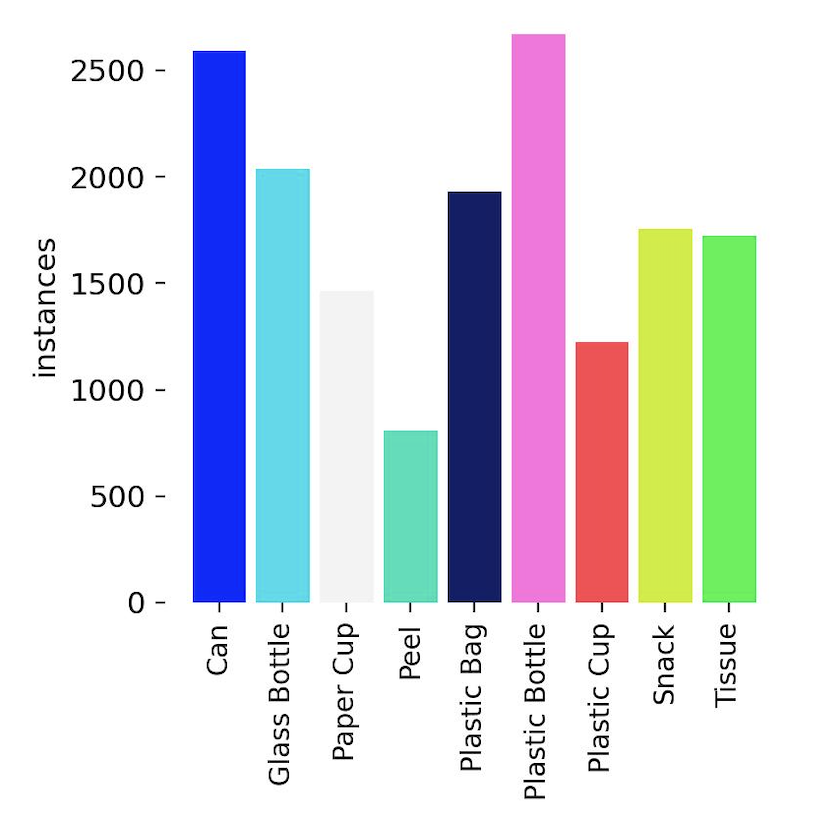 2500
2000
1500
1000
500
0
instances
Can
Glass Bottle
Paper Cup
Peel
Plastic Bag
Plastic Bottle
Plastic Cup
Snack
Tissue